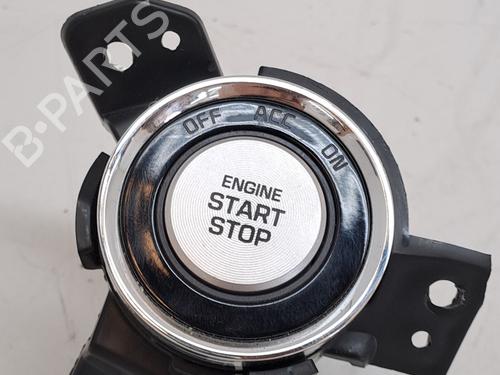 B-PARTS
OFF ACC ON
ENGINE
START
STOP